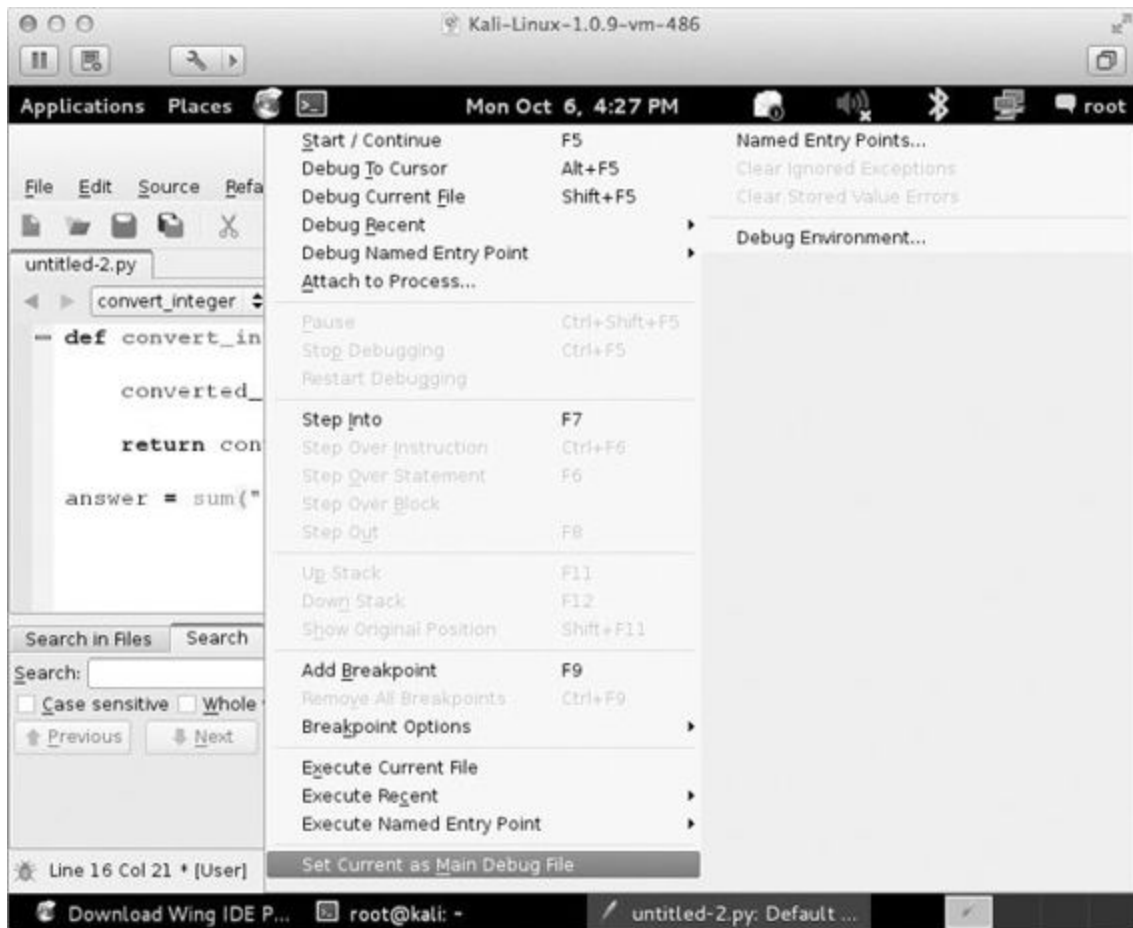 Kali-Linux-1.0.9-vm-486
Applications Places Mon Oct 6, 4:27 PM root
File Edit Source Refa
untitled-2.py
convert_integer
def convert_in
converted_
return con
answer = sum("
Search in Files Search
Search:
Case sensitive Whole
Previous Next
Line 16 Col 21 * [User]
Start / Continue F5
Debug To Cursor Alt+F5
Debug Current File Shift+F5
Debug Recent
Debug Named Entry Point
Attach to Process...
Pause Ctrl+Shift+F5
Stop Debugging Ctrl+F5
Restart Debugging
Step Into F7
Step Over Instruction Ctrl+F6
Step Over Statement F6
Step Over Block
Step Out F8
Up Stack F11
Down Stack F12
Show Original Position Shift+F11
Add Breakpoint F9
Remove All Breakpoints Ctrl+F9
Breakpoint Options
Execute Current File
Execute Recent
Execute Named Entry Point
Set Current as Main Debug File
Named Entry Points...
Clear Ignored Exceptions
Clear Stored Value Errors
Debug Environment...
Download Wing IDE P... root@kali: ~ untitled-2.py: Default ...